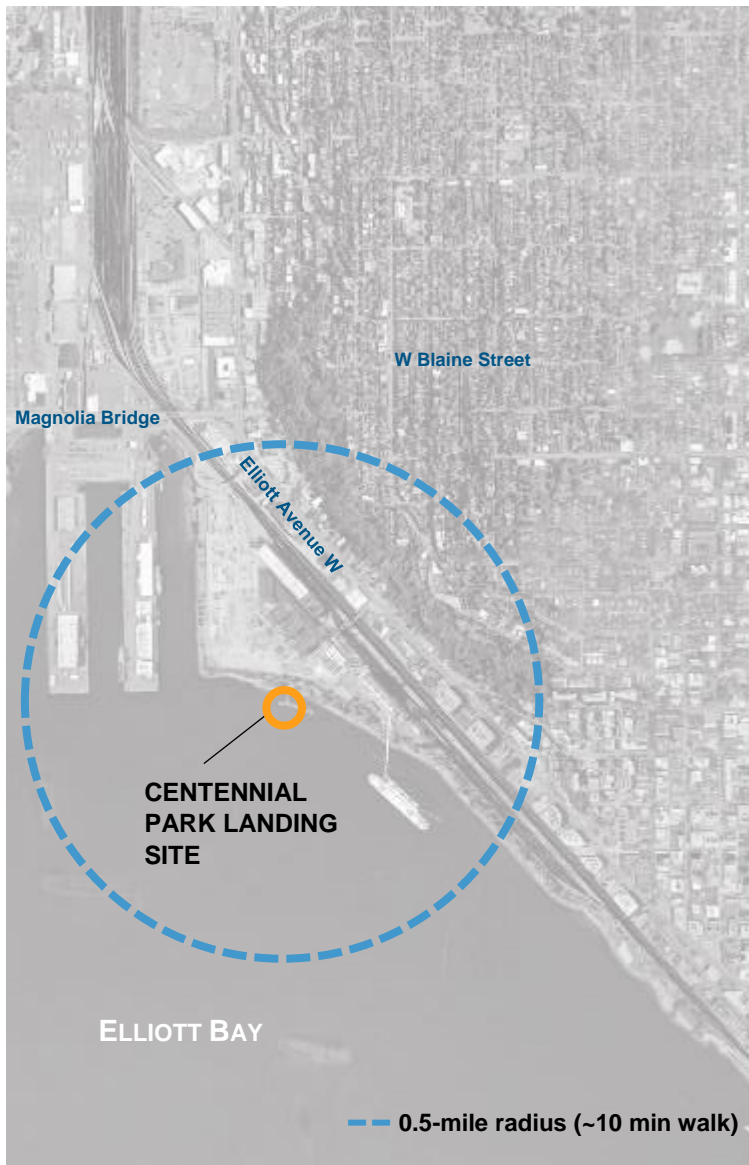 W Blaine Street
Magnolia Bridge
Elliott Avenue W
CENTENNIAL
PARK LANDING
SITE
ELLIOTT BAY
0.5-mile radius (~10 min walk)